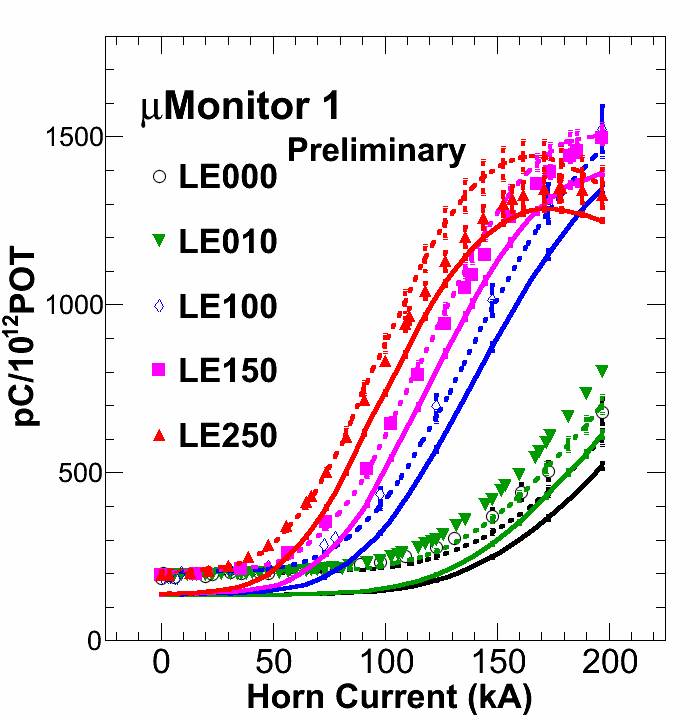 μMonitor 1
Preliminary
LE000
LE010
LE100
LE150
LE250
pC/10¹²POT
1500
1000
500
0
0 50 100 150 200
Horn Current (kA)